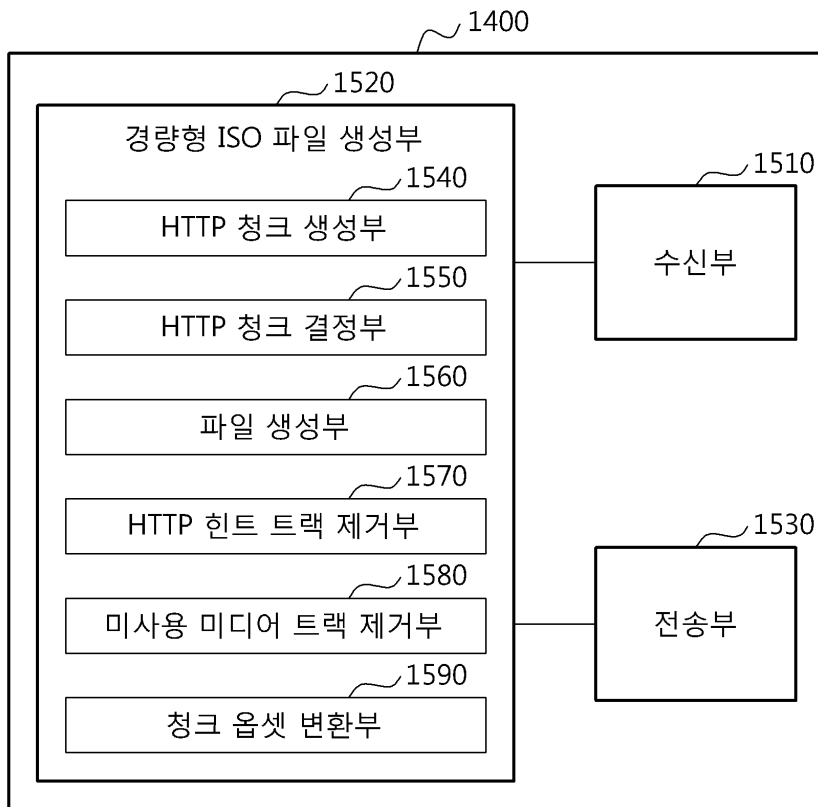 1400
1520
경량형 ISO 파일 생성부
1540
HTTP 청크 생성부
1550
HTTP 청크 결정부
1560
파일 생성부
1570
HTTP 힌트 트랙 제거부
1580
미사용 미디어 트랙 제거부
1590
청크 옵셋 변환부
1510
수신부
1530
전송부